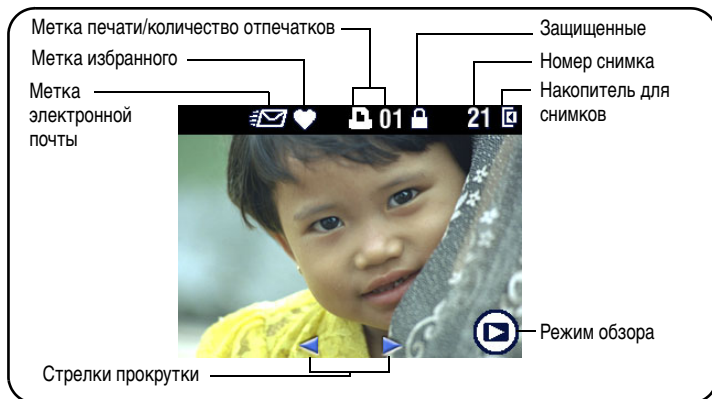 Метка печати/количество отпечатков
Метка избранного
Метка
электронной
почты
Защищенные
Номер снимка
Накопитель для
снимков
01
21
Режим обзора
Стрелки прокрутки